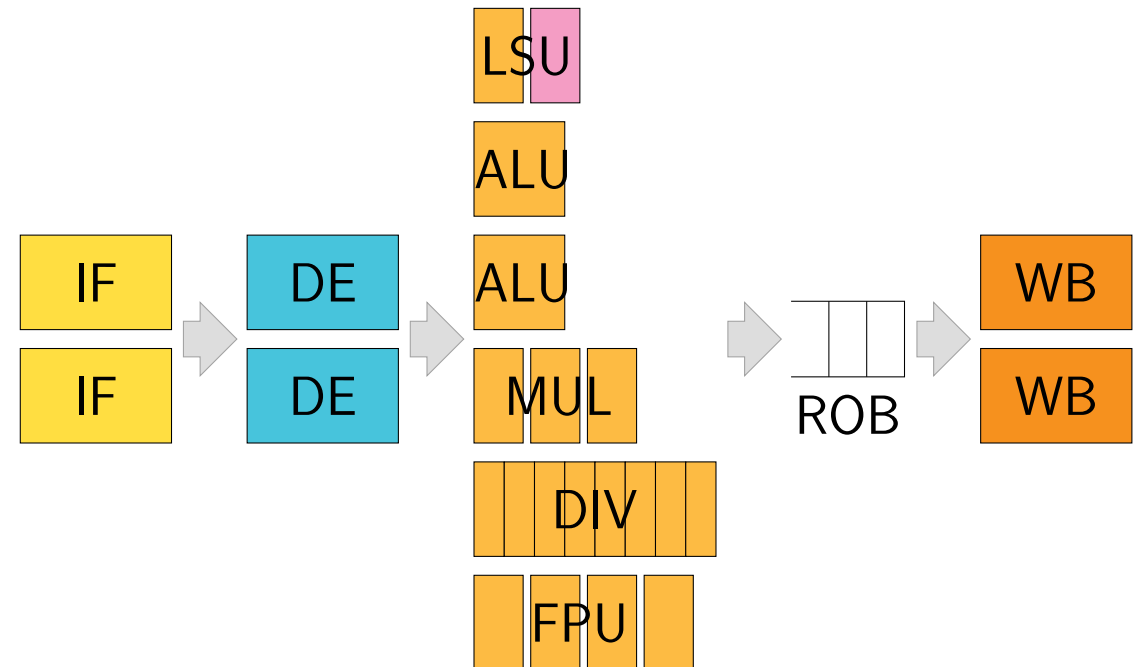 IF
IF
DE
DE
LSU
ALU
ALU
MUL
DIV
FPU
ROB
WB
WB